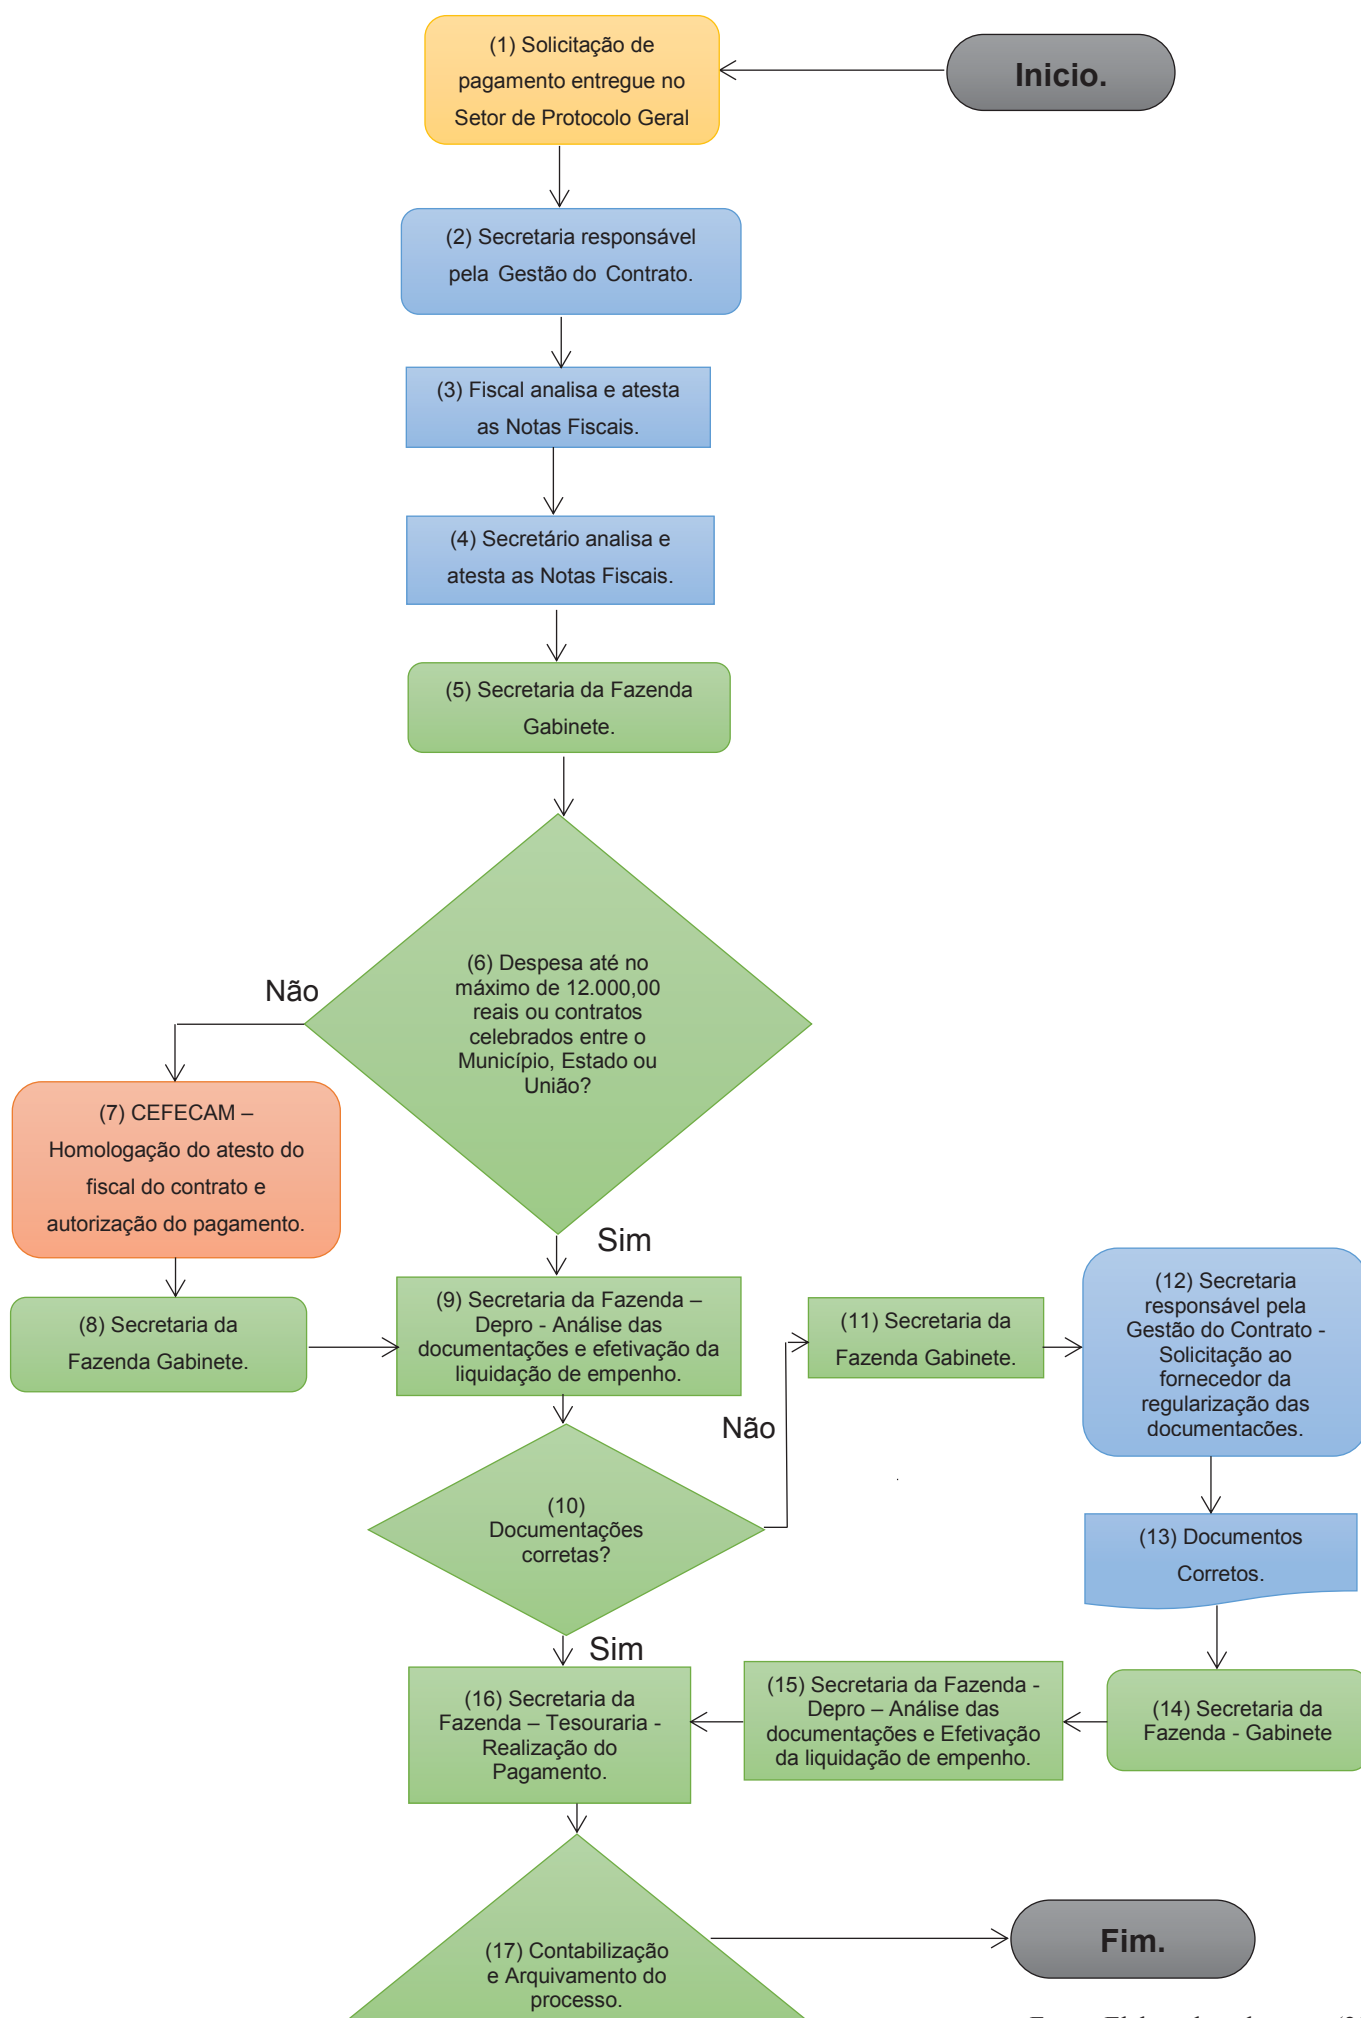 (1) Solicitação de
pagamento entregue no
Setor de Protocolo Geral
Inicio.
(2) Secretaria responsável
pela Gestão do Contrato.
(3) Fiscal analisa e atesta
as Notas Fiscais.
(4) Secretário analisa e
atesta as Notas Fiscais.
(5) Secretaria da Fazenda
Gabinete.
(6) Despesa até no
máximo de 12.000,00
reais ou contratos
celebrados entre o
Município, Estado ou
União?
Não
(7) CEFECAM –
Homologação do atesto do
fiscal do contrato e
autorização do pagamento.
Sim
(8) Secretaria da
Fazenda Gabinete.
(9) Secretaria da Fazenda –
Depro - Análise das
documentações e efetivação da
liquidação de empenho.
(10)
Documentações
corretas?
Não
(11) Secretaria da
Fazenda Gabinete.
(12) Secretaria
responsável pela
Gestão do Contrato -
Solicitação ao
fornecedor da
regularização das
documentacões.
(13) Documentos
Corretos.
(14) Secretaria da
Fazenda - Gabinete
(15) Secretaria da Fazenda -
Depro – Análise das
documentações e Efetivação
da liquidação de empenho.
Sim
(16) Secretaria da
Fazenda – Tesouraria -
Realização do
Pagamento.
(17) Contabilização
e Arquivamento do
processo.
Fim.